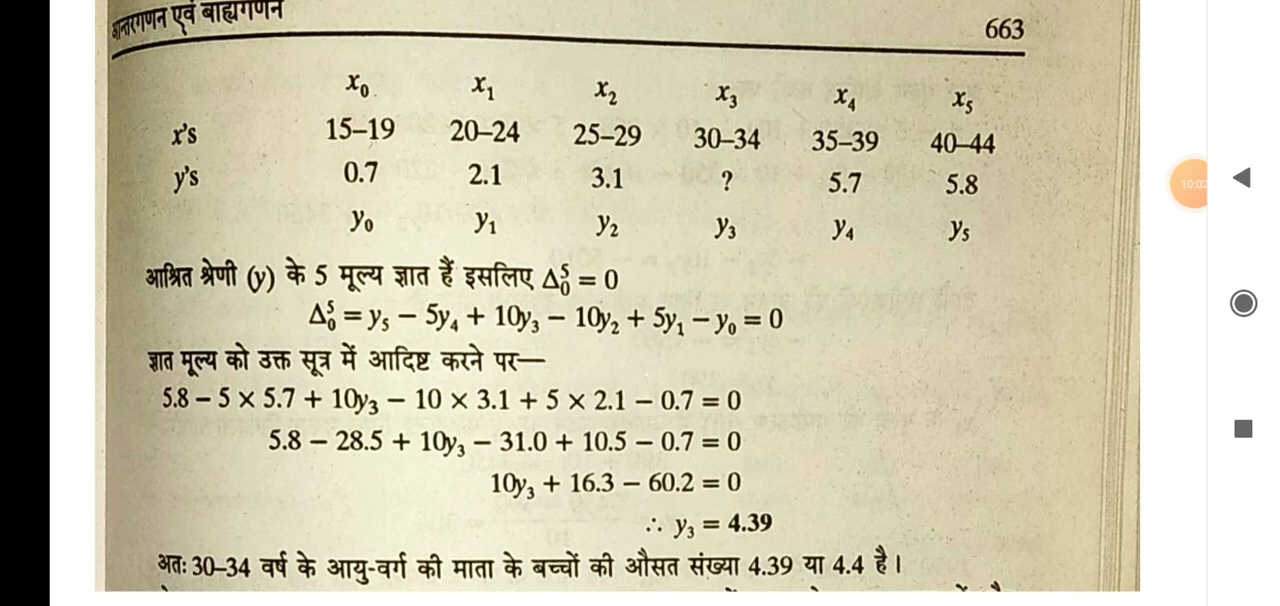 आन्तरगणन एवं बाह्यगणन
663
x₀ x₁ x₂ x₃ x₄ x₅
x's 15–19 20–24 25–29 30–34 35–39 40–44
y's 0.7 2.1 3.1 ? 5.7 5.8
y₀ y₁ y₂ y₃ y₄ y₅
आश्रित श्रेणी (y) के 5 मूल्य ज्ञात हैं इसलिए Δ⁵₀ = 0
Δ⁵₀ = y₅ – 5y₄ + 10y₃ – 10y₂ + 5y₁ – y₀ = 0
ज्ञात मूल्य को उक्त सूत्र में आदिष्ट करने पर—
5.8 – 5 × 5.7 + 10y₃ – 10 × 3.1 + 5 × 2.1 – 0.7 = 0
5.8 – 28.5 + 10y₃ – 31.0 + 10.5 – 0.7 = 0
10y₃ + 16.3 – 60.2 = 0
∴ y₃ = 4.39
अतः 30–34 वर्ष के आयु-वर्ग की माता के बच्चों की औसत संख्या 4.39 या 4.4 है।